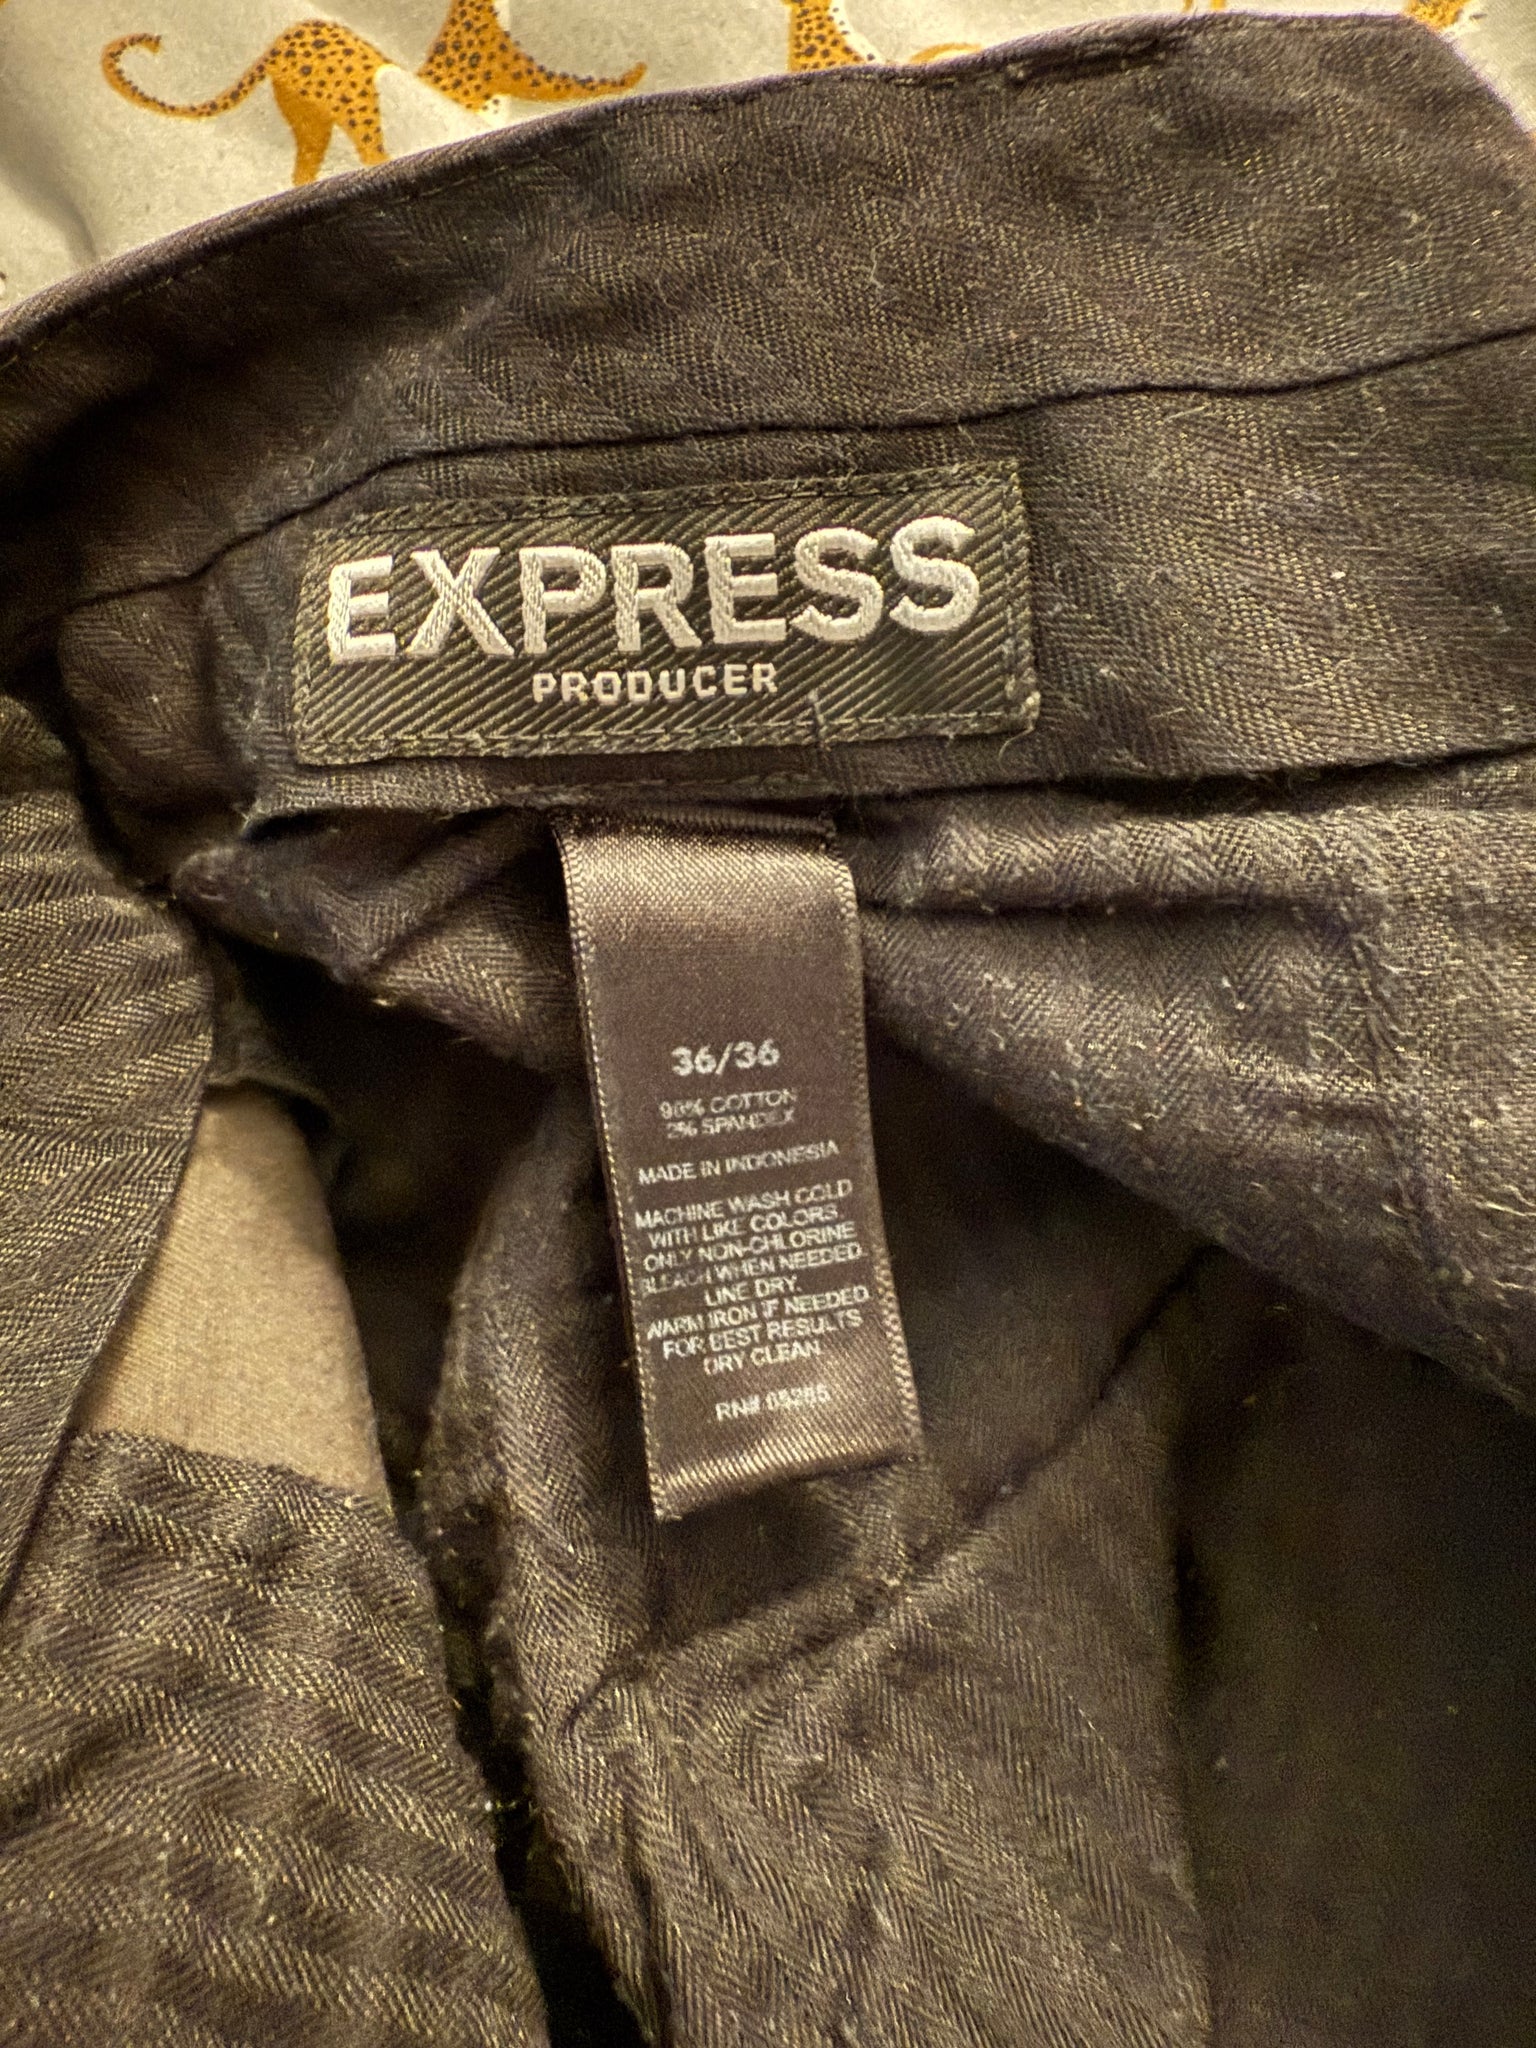 EXPRESS
PRODUCER
36/36
98% COTTON
2% SPANDEX
MADE IN INDONESIA
MACHINE WASH COLD
WITH LIKE COLORS.
ONLY NON-CHLORINE
BLEACH WHEN NEEDED.
LINE DRY.
WARM IRON IF NEEDED.
FOR BEST RESULTS
DRY CLEAN.
RN#